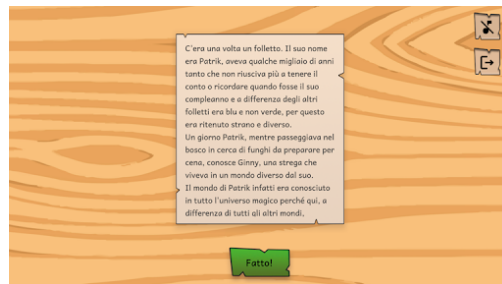 C'era una volta un folletto. Il suo nome
era Patrik, aveva qualche migliaio di anni
tanto che non riusciva più a tenere il
conto o ricordare quando fosse il suo
compleanno e a differenza degli altri
folletti era blu e non verde, per questo
era ritenuto strano e diverso.
Un giorno Patrik, mentre passeggiava nel
bosco in cerca di funghi da preparare per
cena, conosce Ginny, una strega che
viveva in un mondo diverso dal suo.
Il mondo di Patrik infatti era conosciuto
in tutto l'universo magico perché qui, a
differenza di tutti gli altri mondi,
Fatto!